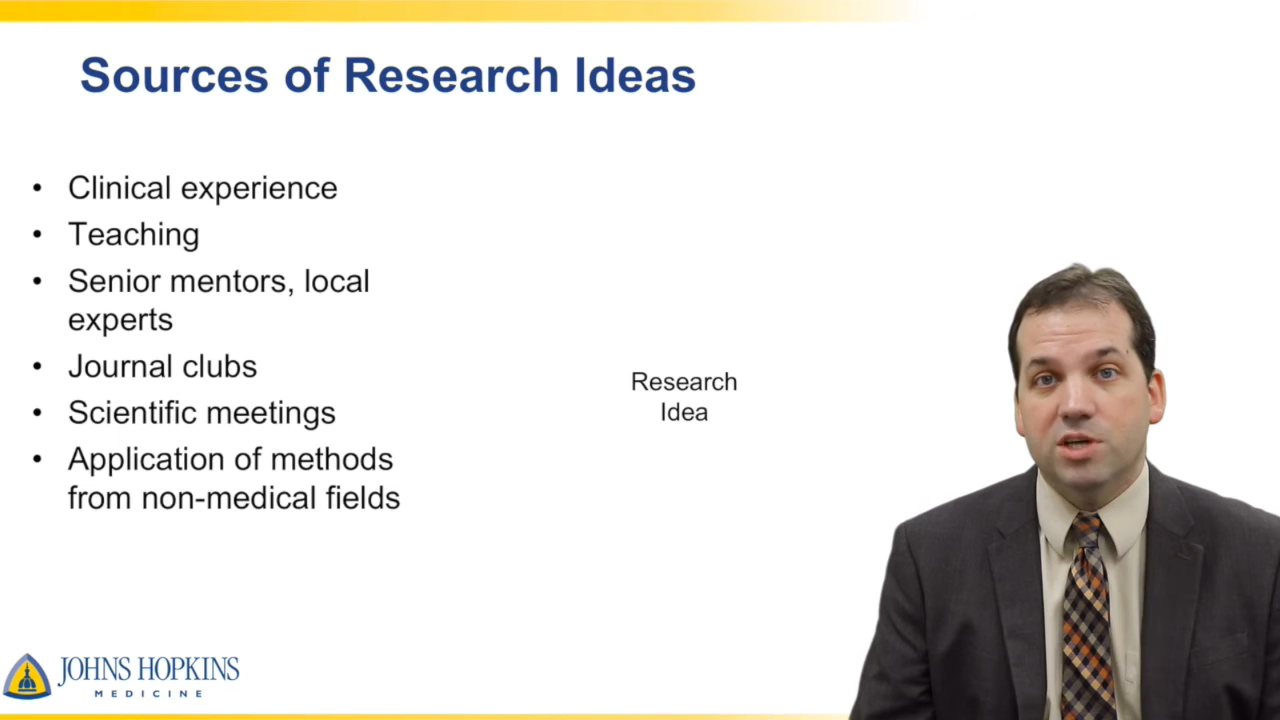 Sources of Research Ideas
• Clinical experience
• Teaching
• Senior mentors, local
experts
• Journal clubs
• Scientific meetings
• Application of methods
from non-medical fields
Research
Idea
JOHNS HOPKINS
MEDICINE